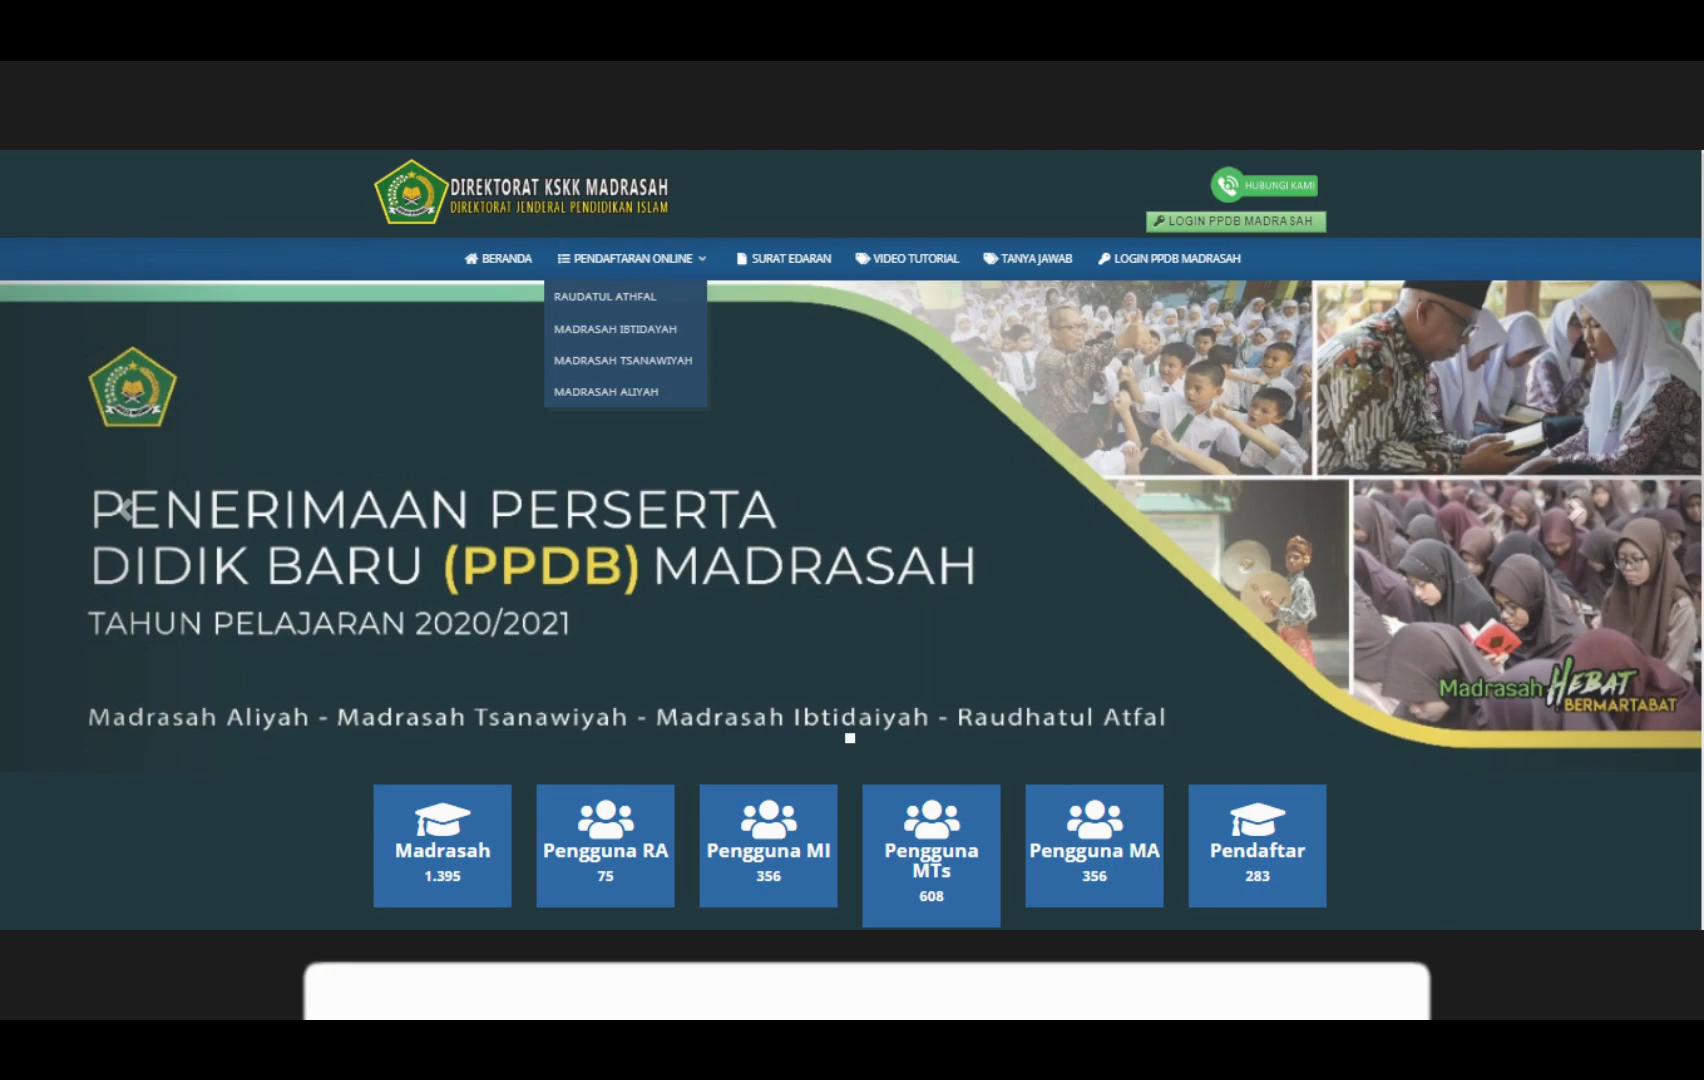 DIREKTORAT KSKK MADRASAH
DIREKTORAT JENDERAL PENDIDIKAN ISLAM
HUBUNGI KAMI
LOGIN PPDB MADRASAH
BERANDA PENDAFTARAN ONLINE SURAT EDARAN VIDEO TUTORIAL TANYA JAWAB LOGIN PPDB MADRASAH
RAUDATUL ATHFAL
MADRASAH IBTIDAYAH
MADRASAH TSANAWIYAH
MADRASAH ALIYAH
PENERIMAAN PERSERTA
DIDIK BARU (PPDB) MADRASAH
TAHUN PELAJARAN 2020/2021
Madrasah Aliyah - Madrasah Tsanawiyah - Madrasah Ibtidaiyah - Raudhatul Atfal
Madrasah HEBAT
BERMARTABAT
Madrasah
1.395
Pengguna RA
75
Pengguna MI
356
Pengguna
MTs
608
Pengguna MA
356
Pendaftar
283